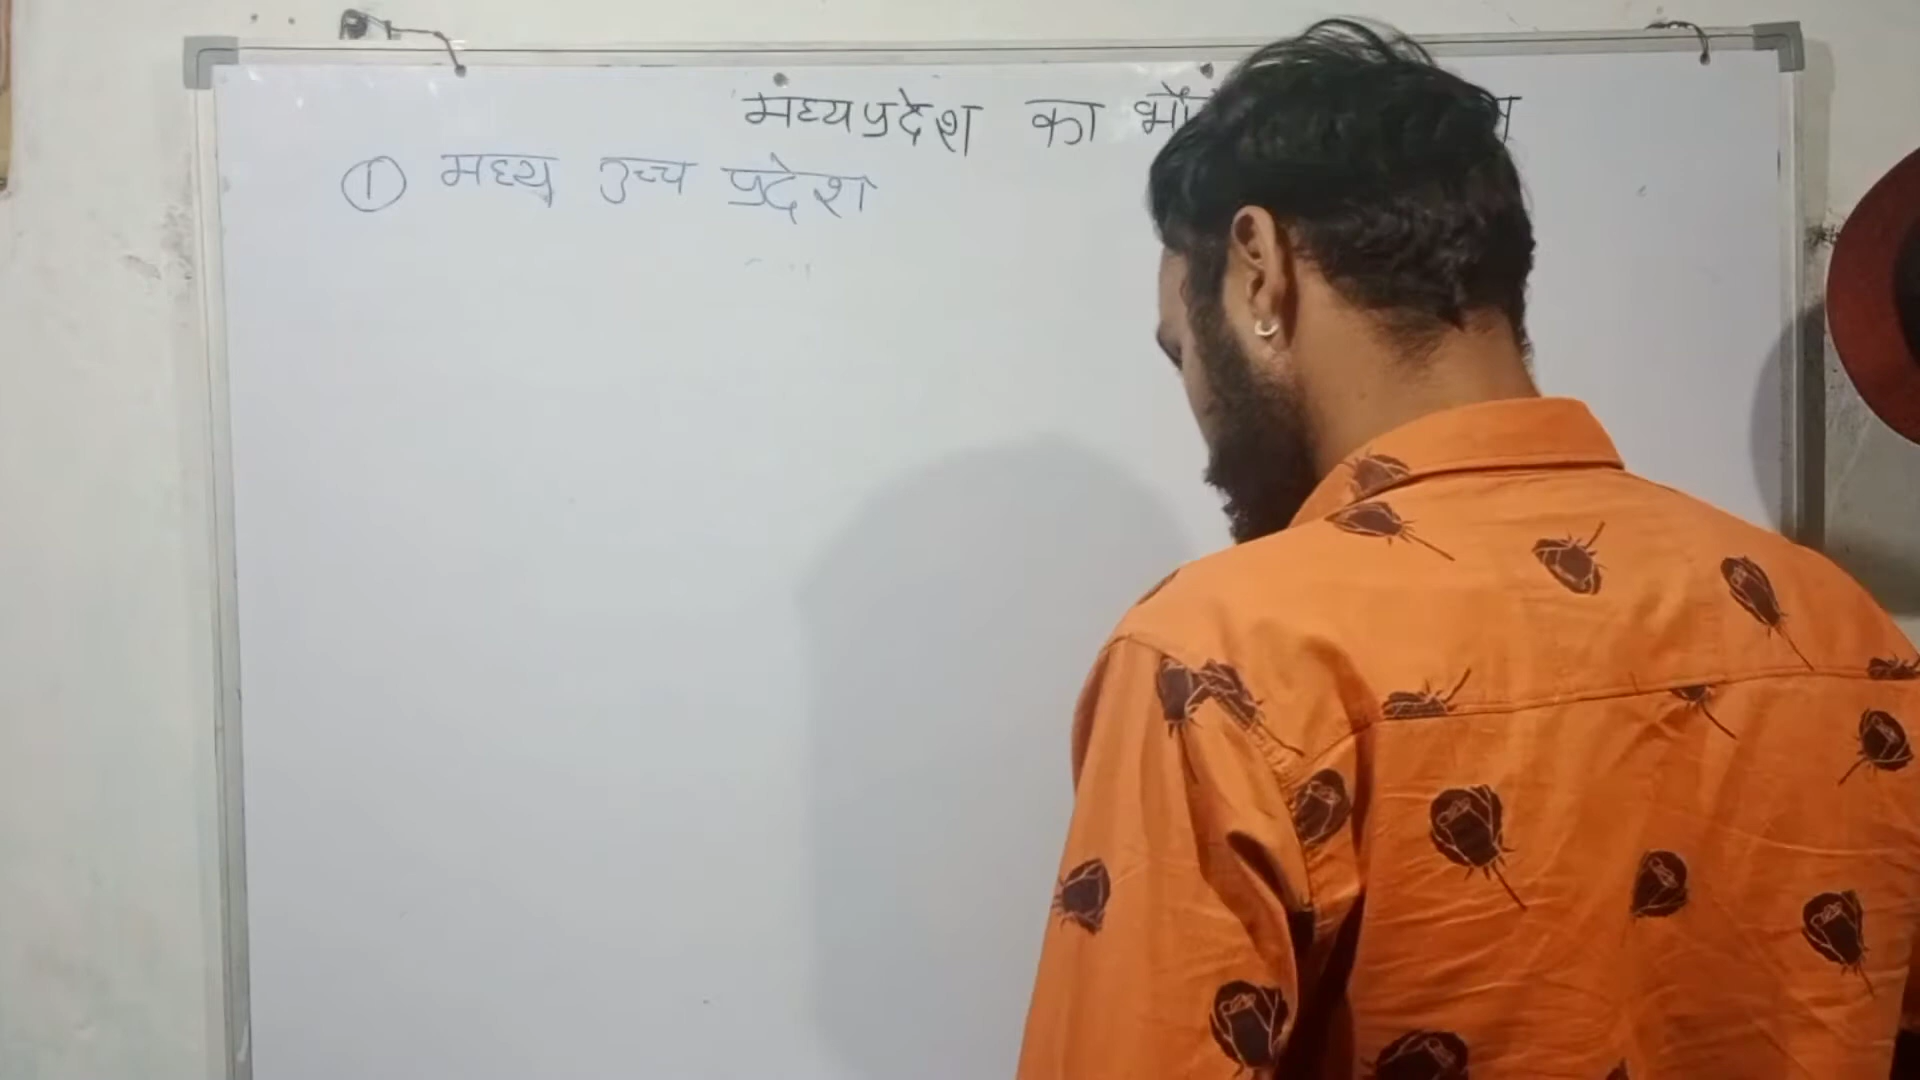 मध्यप्रदेश का
① मध्य उच्च प्रदेश